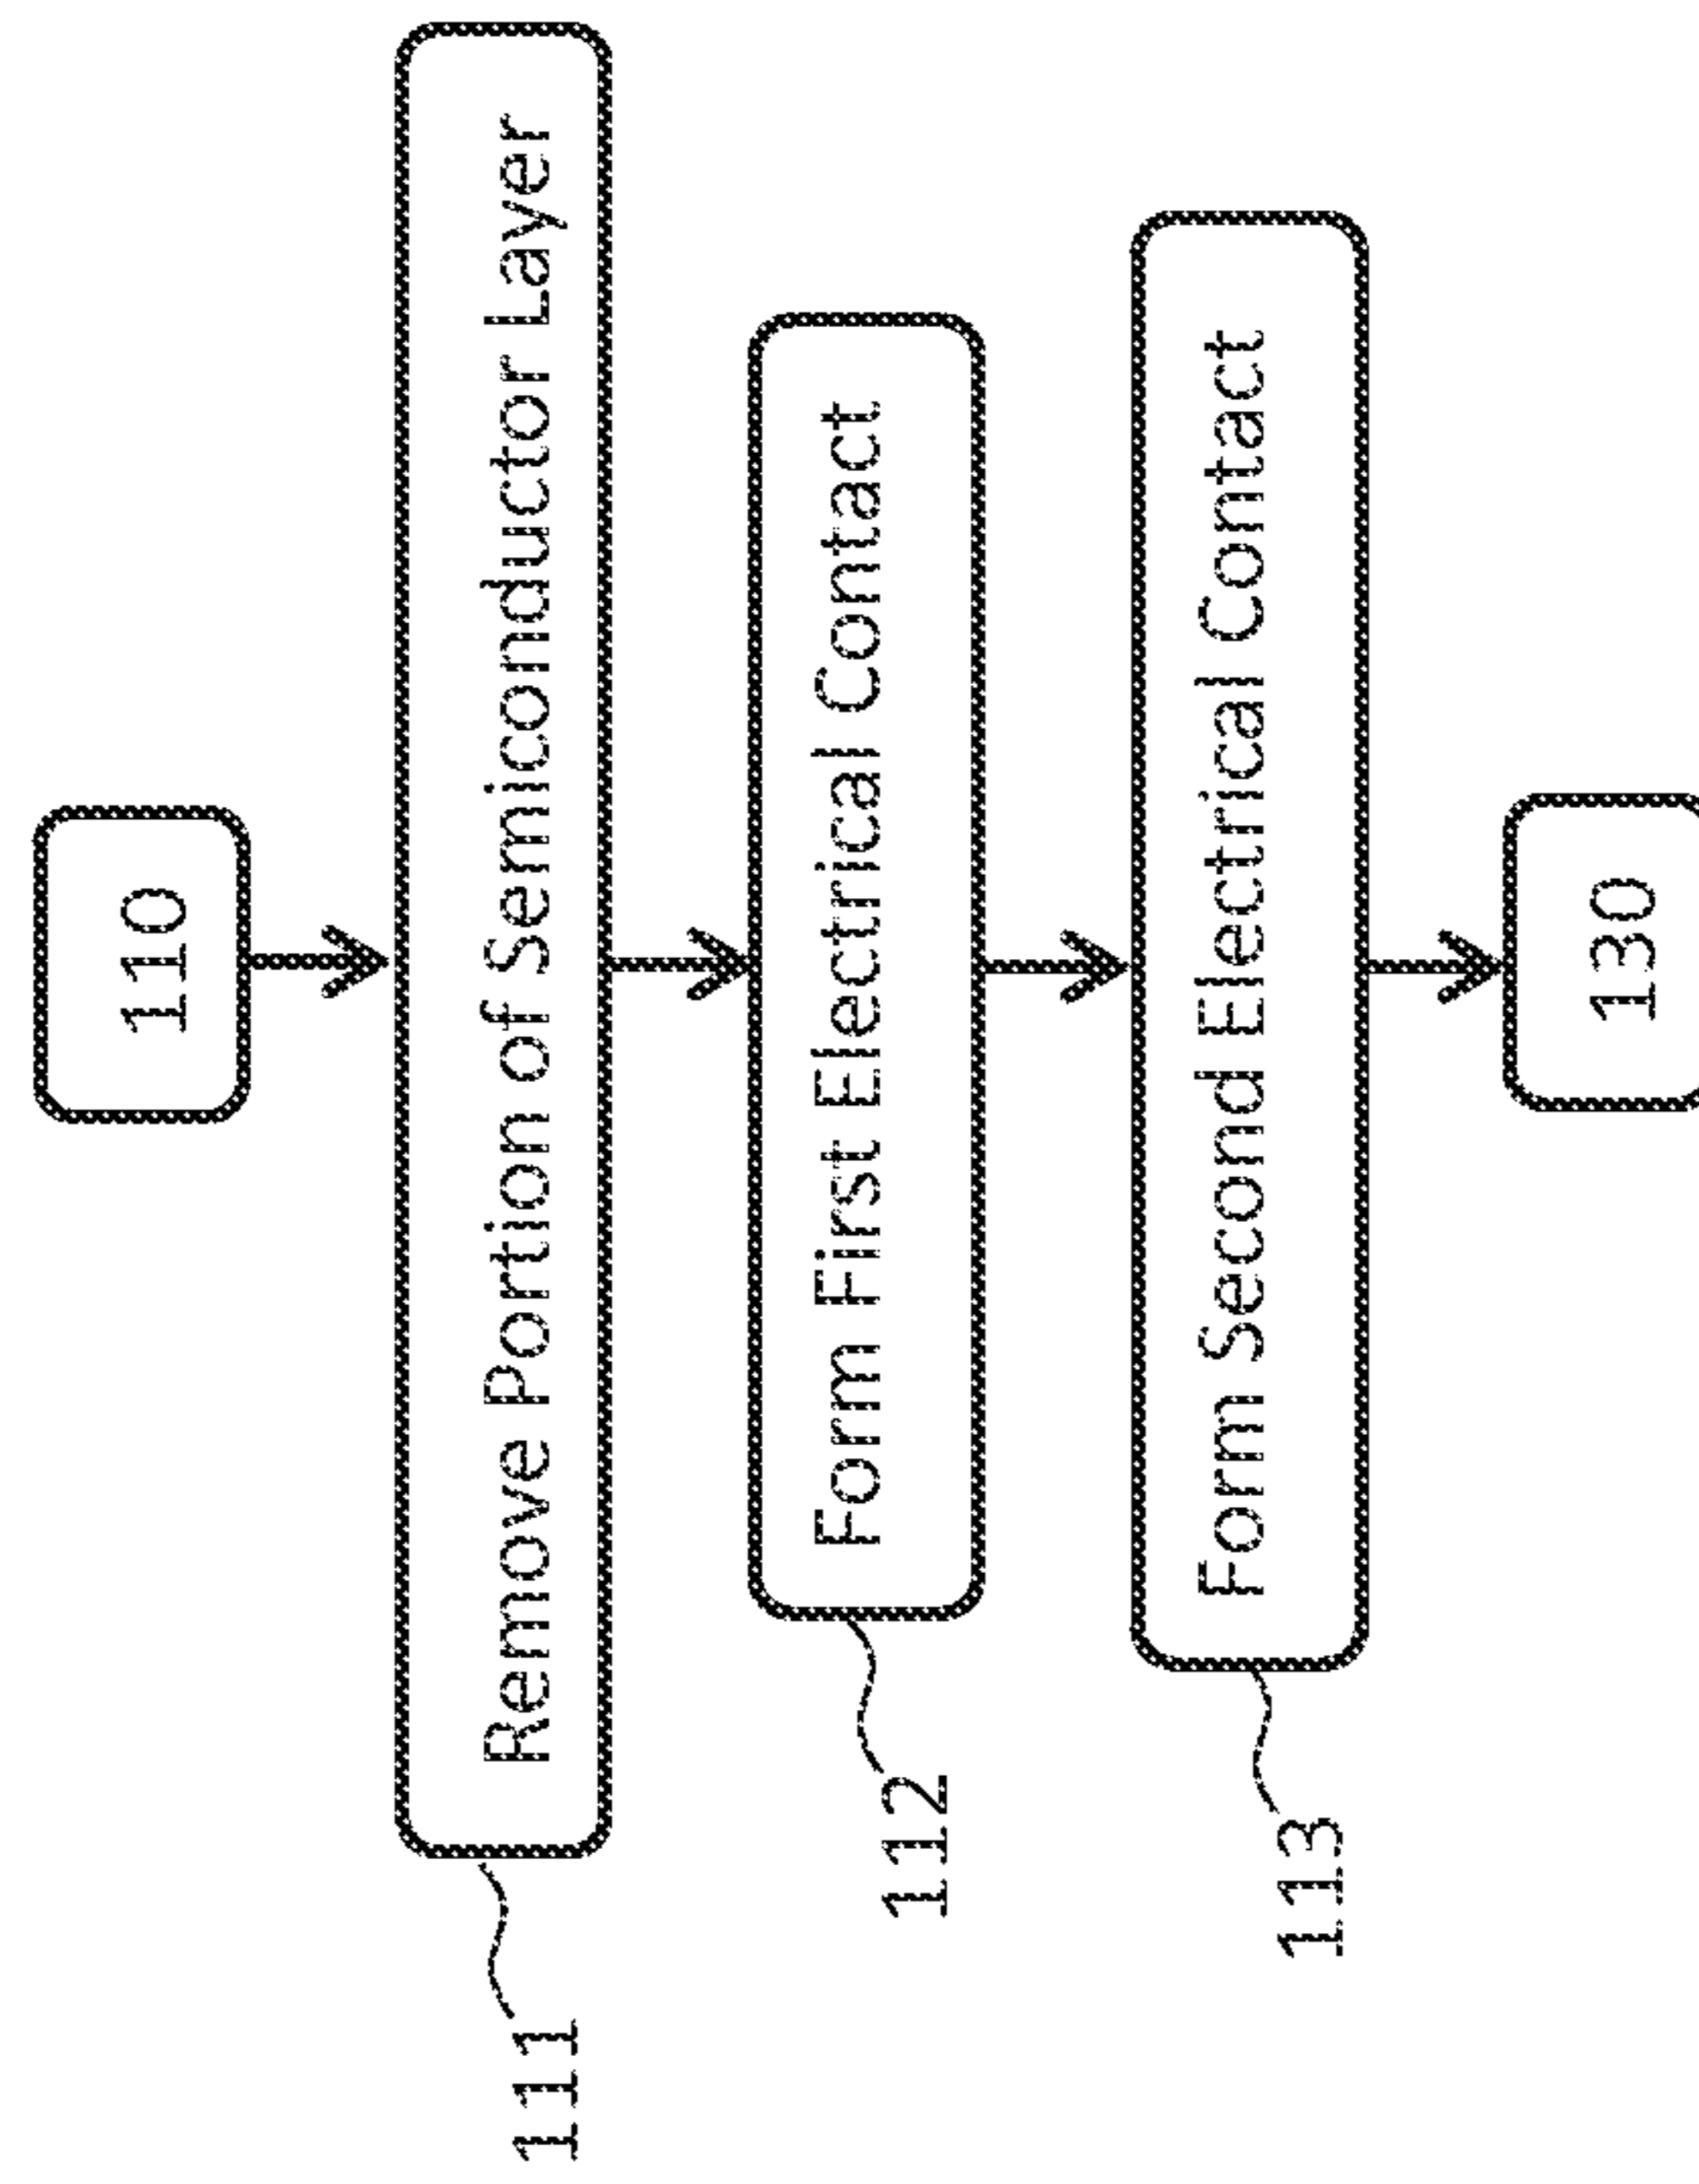 110
Remove Portion of Semiconductor Layer
111
Form First Electrical Contact
112
Form Second Electrical Contact
113
130